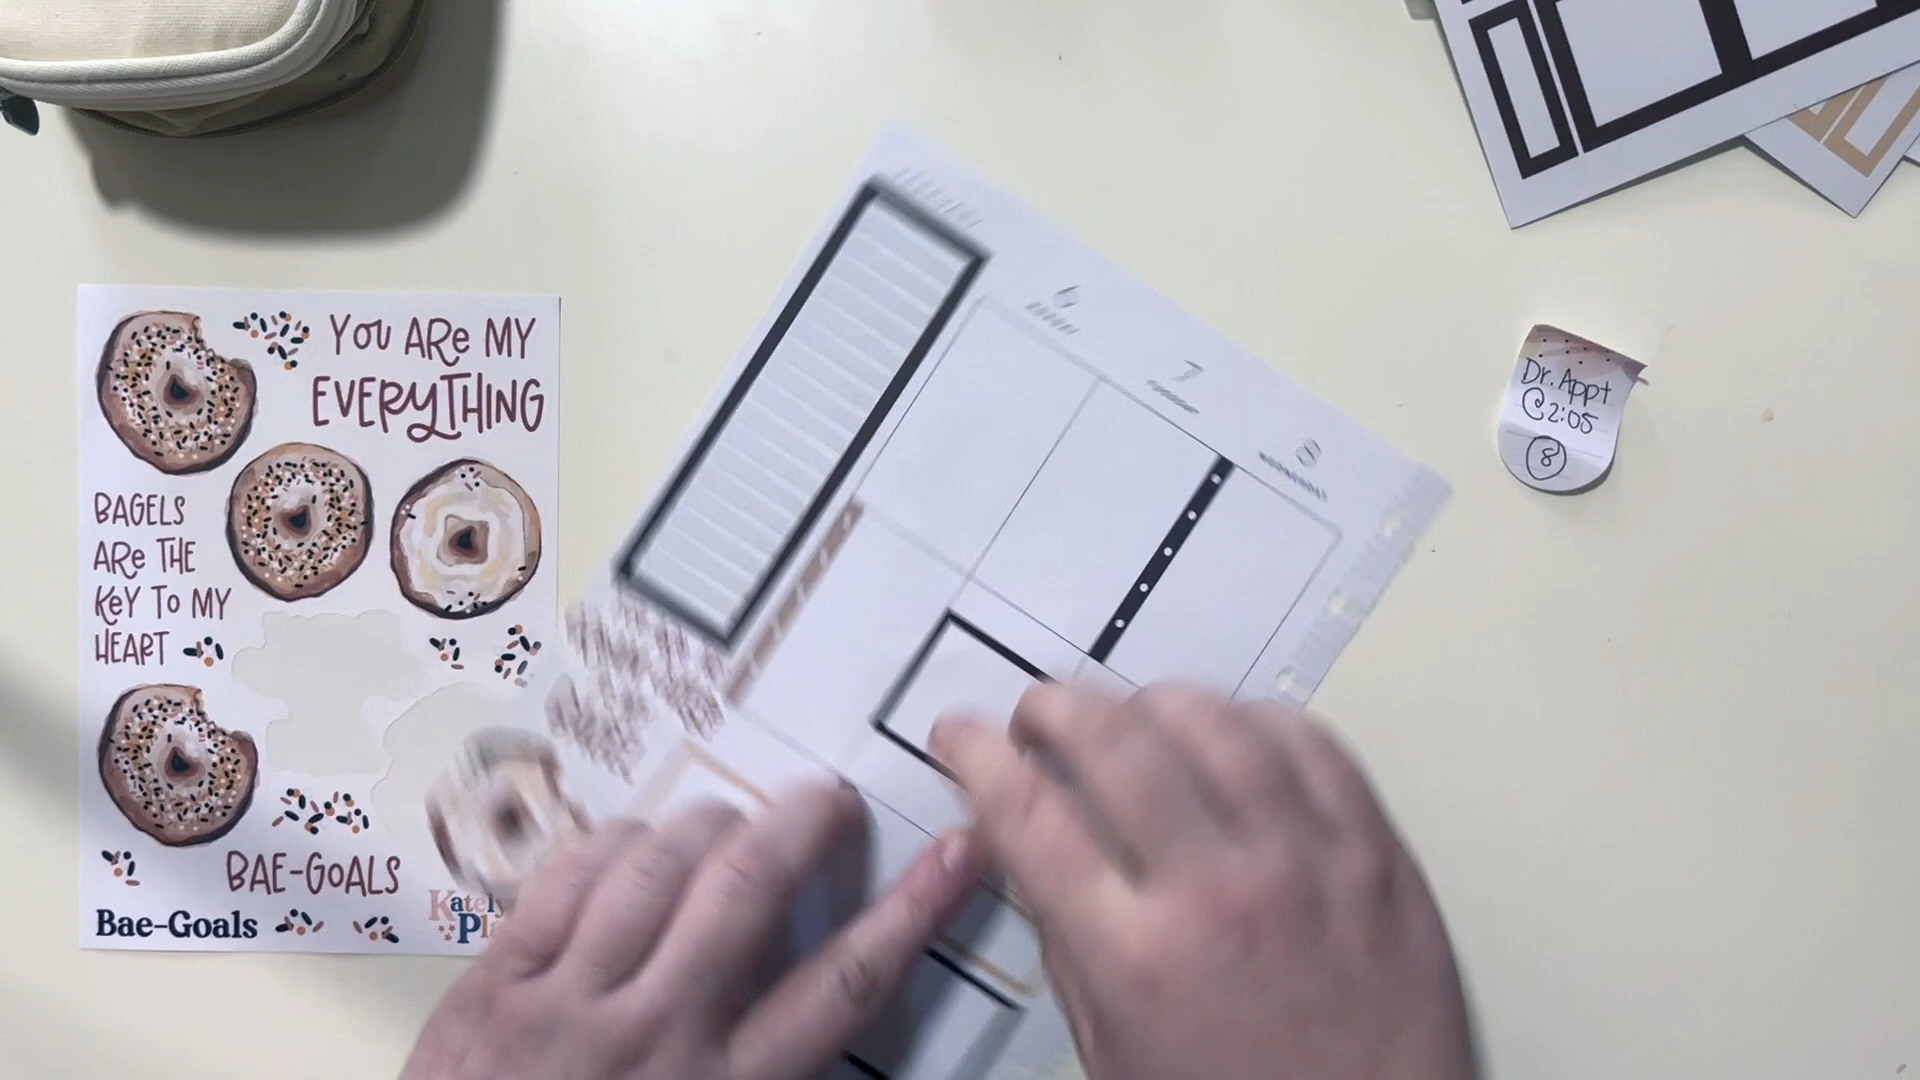 YOU ARE MY
EVERYTHING
BAGELS
ARE THE
KEY TO MY
HEART
BAE-GOALS
Bae-Goals
Dr. Appt
@ 2:05
8
6
7
8
WEDNESDAY